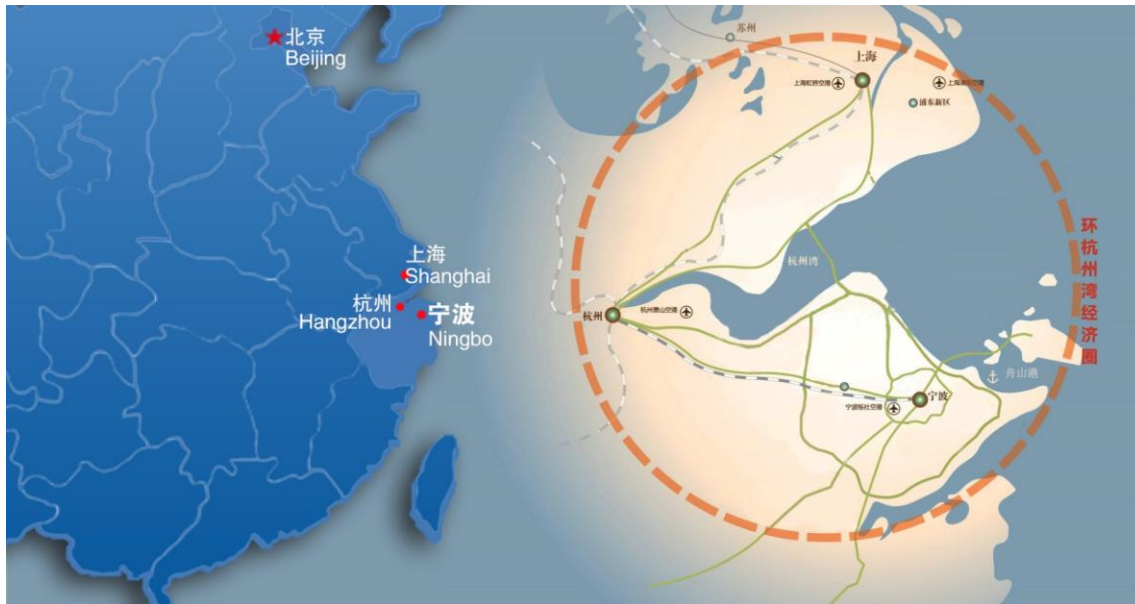 北京
Beijing
上海
Shanghai
杭州
Hangzhou
宁波
Ningbo
苏州
上海
上海虹桥空港
上海浦东空港
浦东新区
杭州湾
杭州
杭州萧山空港
舟山港
宁波栎社空港
宁波
环杭州湾经济圈